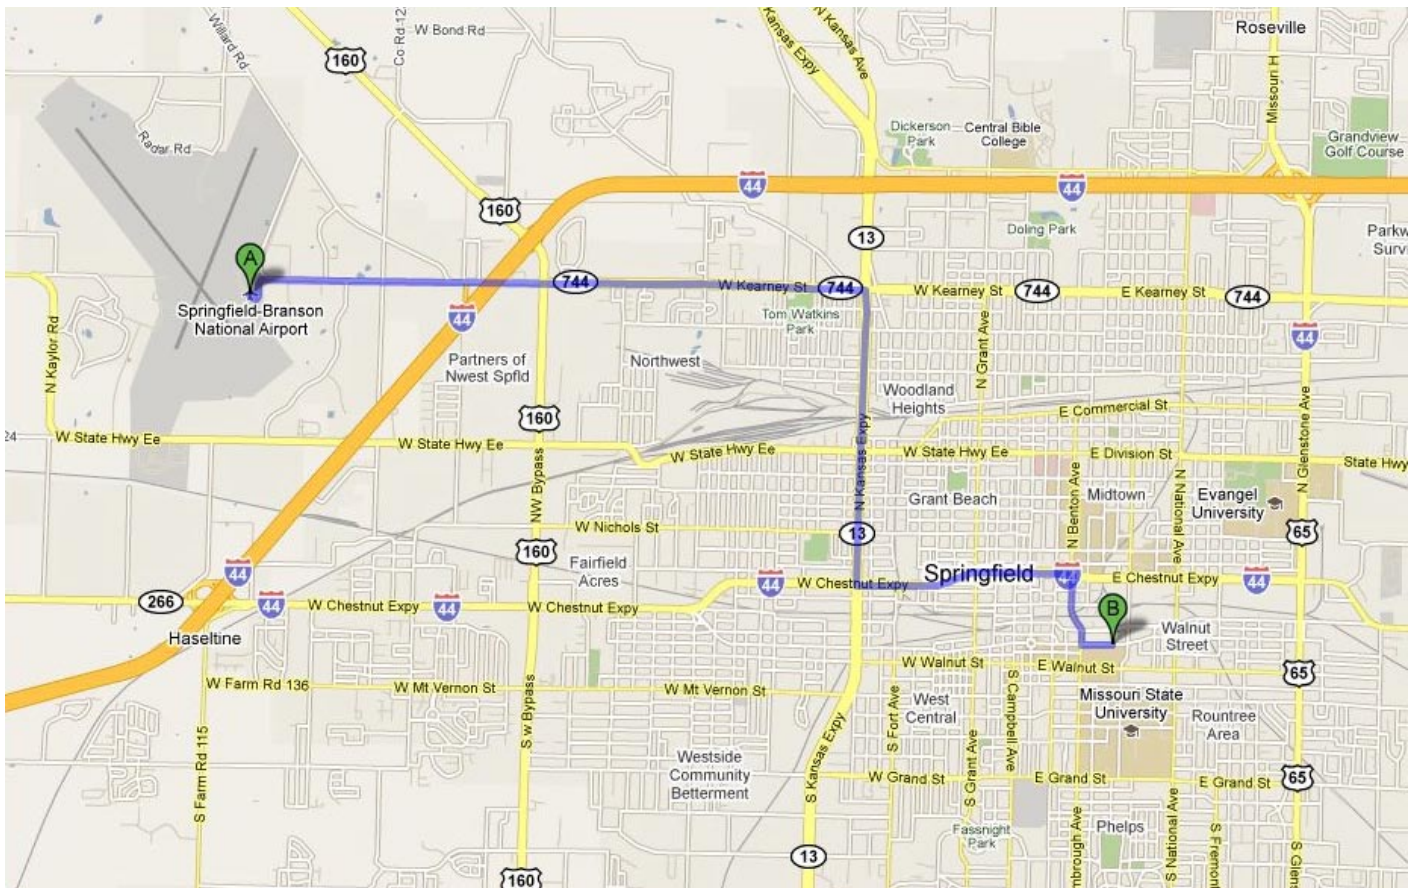 Willard Rd
Co Rd 12
W Bond Rd
160
Kansas Expy
N Kansas Ave
Roseville
Missouri H
Radar Rd
Dickerson
Park
Central Bible
College
Grandview
Golf Course
44
44
160
13
Doling Park
Parkw
Survi
A
744
W Kearney St
744
W Kearney St
744
E Kearney St
744
Springfield-Branson
National Airport
44
Tom Watkins
Park
44
N Kaylor Rd
Partners of
Nwest Spfld
Northwest
N Grant Ave
Woodland
Heights
N Glenstone Ave
160
E Commercial St
24
W State Hwy Ee
W State Hwy Ee
W State Hwy Ee
W State Hwy Ee
E Division St
State Hwy
N Kansas Expy
NW Bypass
Grant Beach
N Benton Ave
Midtown
N National Ave
Evangel
University
W Nichols St
13
65
160
Fairfield
Acres
44
44
W Chestnut Expy
Springfield
44
E Chestnut Expy
44
266
44
W Chestnut Expy
44
W Chestnut Expy
B
Haseltine
Walnut
Street
W Walnut St
E Walnut St
65
W Farm Rd 136
W Mt Vernon St
W Mt Vernon St
S Farm Rd 115
S w Bypass
S Kansas Expy
S Fort Ave
West
Central
S Campbell Ave
Missouri State
University
Rountree
Area
S Grant Ave
Westside
Community
Betterment
W Grand St
E Grand St
E Grand St
65
Fassnight
Park
Phelps
mbrough Ave
S National Ave
S Fremon
S Glen
13
160